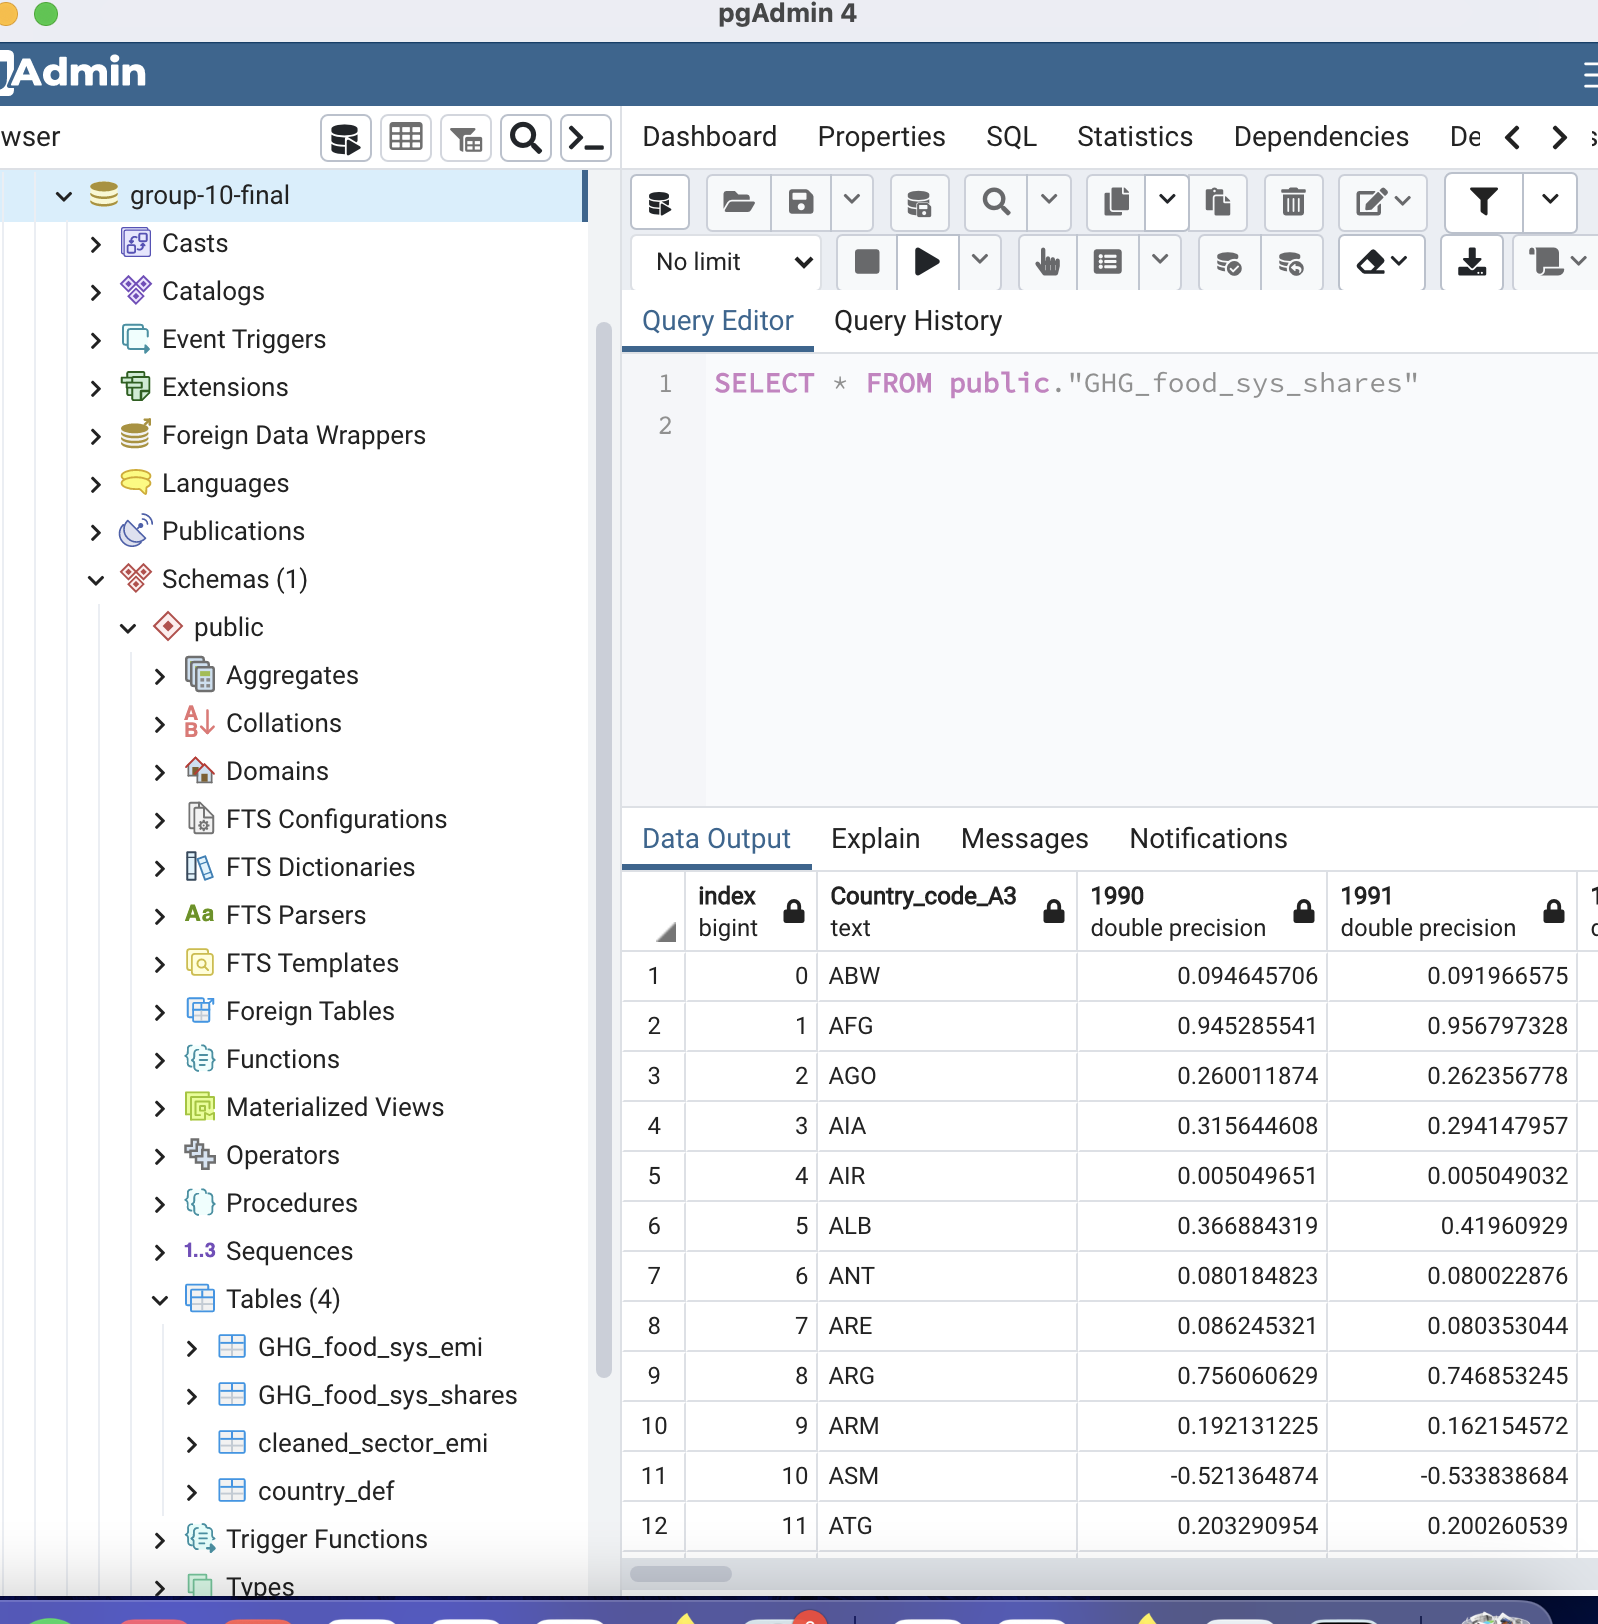 pgAdmin 4
Admin
wser
Dashboard Properties SQL Statistics Dependencies De
group-10-final
Casts
Catalogs
Event Triggers
Extensions
Foreign Data Wrappers
Languages
Publications
Schemas (1)
public
Aggregates
Collations
Domains
FTS Configurations
FTS Dictionaries
Aa FTS Parsers
FTS Templates
Foreign Tables
Functions
Materialized Views
Operators
Procedures
1..3 Sequences
Tables (4)
GHG_food_sys_emi
GHG_food_sys_shares
cleaned_sector_emi
country_def
Trigger Functions
Types
No limit
Query Editor Query History
1 SELECT * FROM public."GHG_food_sys_shares"
2
Data Output Explain Messages Notifications
index Country_code_A3 1990 1991
bigint text double precision double precision
1 0 ABW 0.094645706 0.091966575
2 1 AFG 0.945285541 0.956797328
3 2 AGO 0.260011874 0.262356778
4 3 AIA 0.315644608 0.294147957
5 4 AIR 0.005049651 0.005049032
6 5 ALB 0.366884319 0.41960929
7 6 ANT 0.080184823 0.080022876
8 7 ARE 0.086245321 0.080353044
9 8 ARG 0.756060629 0.746853245
10 9 ARM 0.192131225 0.162154572
11 10 ASM -0.521364874 -0.533838684
12 11 ATG 0.203290954 0.200260539